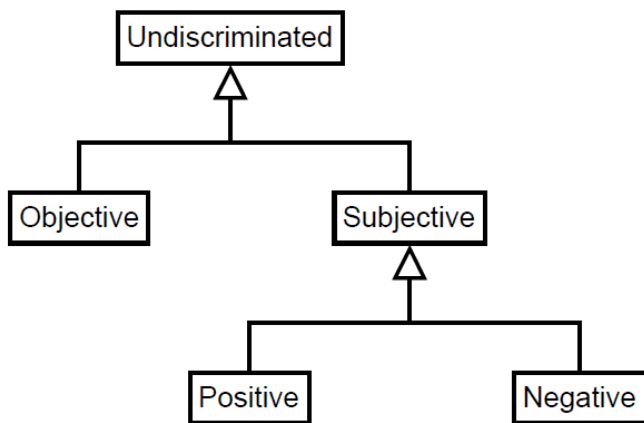 Undiscriminated
Objective
Subjective
Positive
Negative